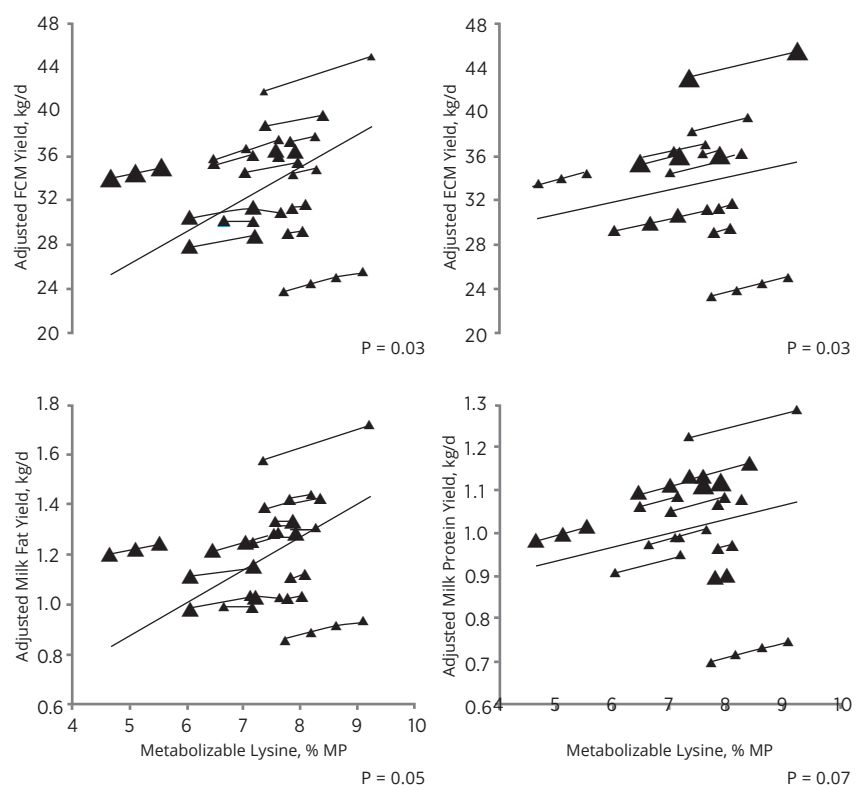 48
44
40
36
32
28
24
20
Adjusted FCM Yield, kg/d
P = 0.03
48
44
40
36
32
28
24
20
Adjusted ECM Yield, kg/d
P = 0.03
1.8
1.6
1.4
1.2
1.0
0.8
0.6
Adjusted Milk Fat Yield, kg/d
4 5 6 7 8 9 10
Metabolizable Lysine, % MP
P = 0.05
1.3
1.2
1.1
1.0
0.9
0.8
0.7
0.6
Adjusted Milk Protein Yield, kg/d
4 5 6 7 8 9 10
Metabolizable Lysine, % MP
P = 0.07